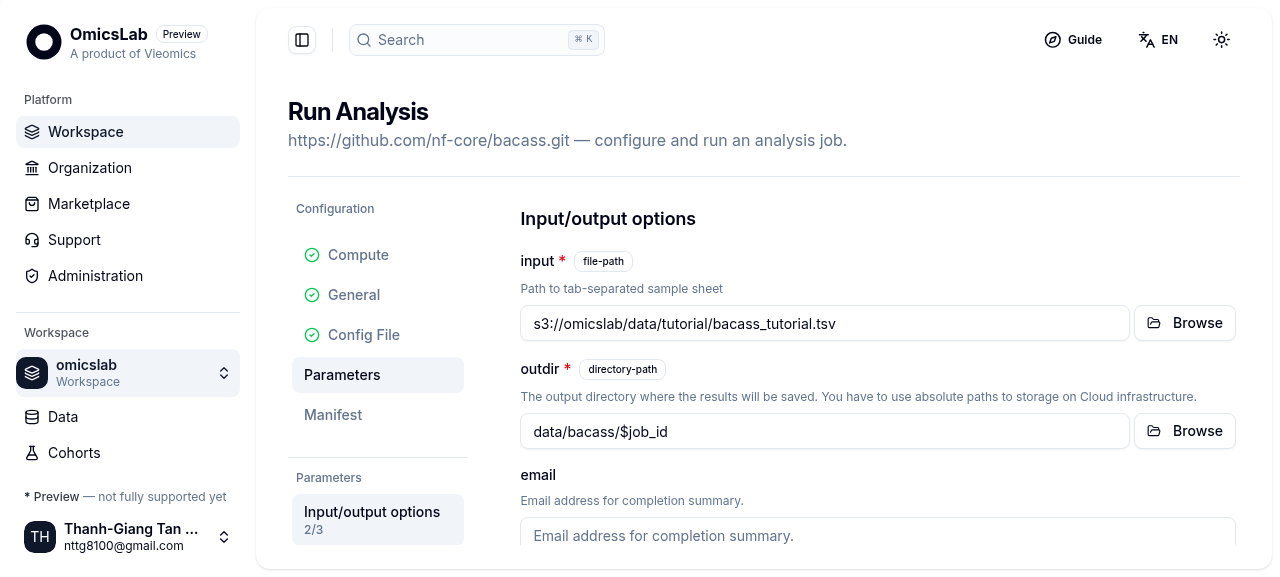 OmicsLab Preview
A product of Vieomics
Platform
Workspace
Organization
Marketplace
Support
Administration
Workspace
omicslab
Workspace
Data
Cohorts
* Preview — not fully supported yet
TH
Thanh-Giang Tan ...
nttg8100@gmail.com
Search ⌘ K
Guide
EN
Run Analysis
https://github.com/nf-core/bacass.git — configure and run an analysis job.
Configuration
Compute
General
Config File
Parameters
Manifest
Parameters
Input/output options
2/3
Input/output options
input * file-path
Path to tab-separated sample sheet
s3://omicslab/data/tutorial/bacass_tutorial.tsv Browse
outdir * directory-path
The output directory where the results will be saved. You have to use absolute paths to storage on Cloud infrastructure.
data/bacass/$job_id Browse
email
Email address for completion summary.
Email address for completion summary.